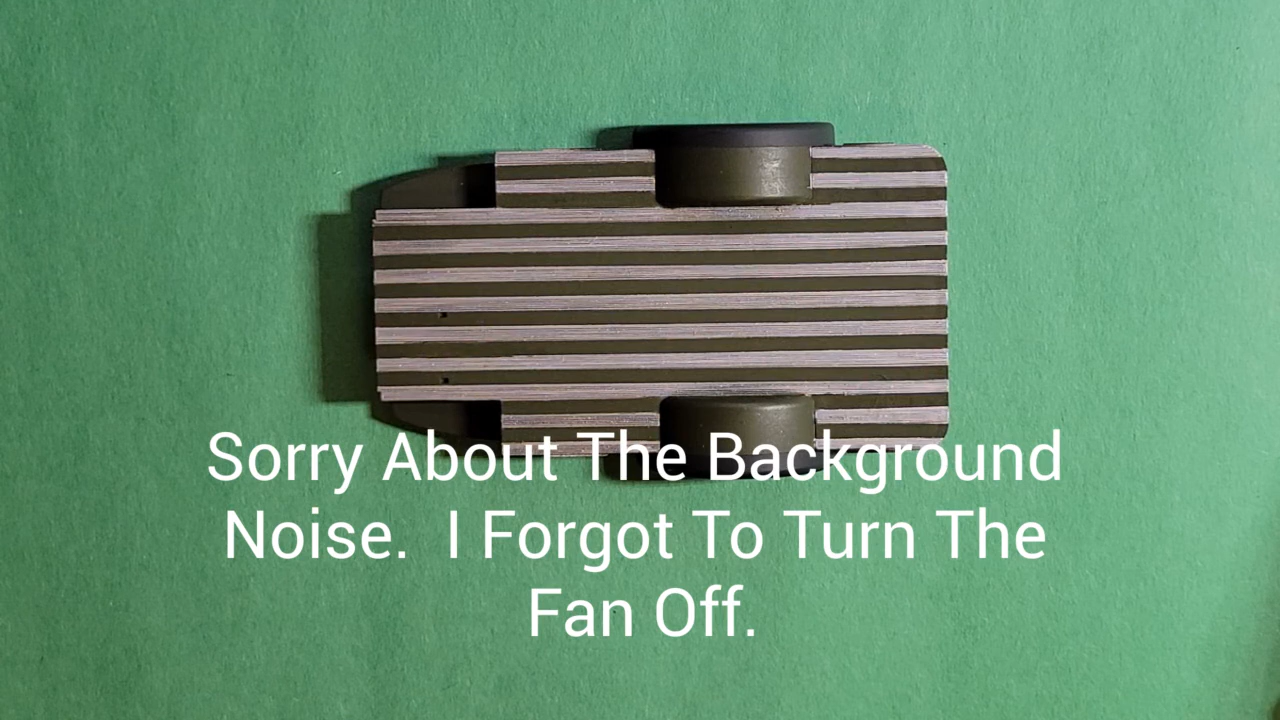 Sorry About The Background
Noise.  I Forgot To Turn The
Fan Off.